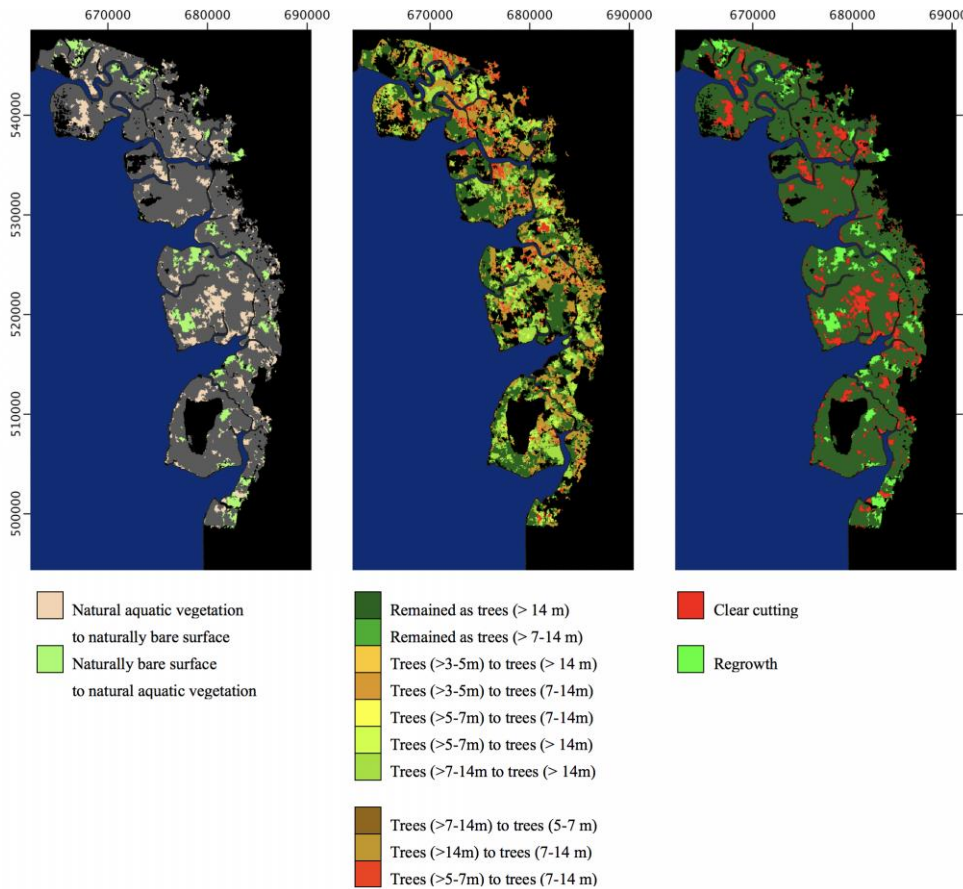 670000 680000 690000
670000 680000 690000
670000 680000 69000
540000
530000
520000
510000
500000
Natural aquatic vegetation
to naturally bare surface
Naturally bare surface
to natural aquatic vegetation
Remained as trees (> 14 m)
Remained as trees (> 7-14 m)
Trees (>3-5m) to trees (> 14 m)
Trees (>3-5m) to trees (7-14m)
Trees (>5-7m) to trees (7-14m)
Trees (>5-7m) to trees (> 14m)
Trees (>7-14m to trees (> 14m)
Trees (>7-14m) to trees (5-7 m)
Trees (>14m) to trees (7-14 m)
Trees (>5-7m) to trees (7-14 m)
Clear cutting
Regrowth